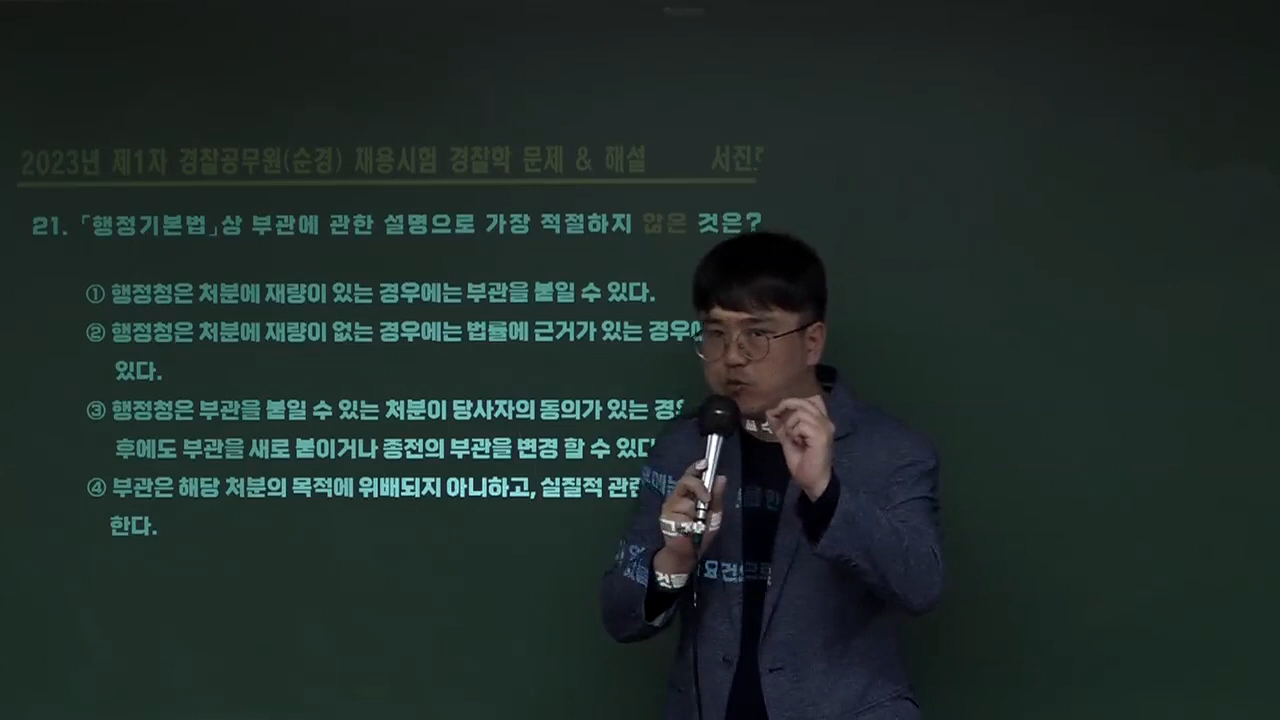 2023년 제1차 경찰공무원(순경) 채용시험 경찰학 문제 & 해설 서진
21. 「행정기본법」상 부관에 관한 설명으로 가장 적절하지 않은 것은?
① 행정청은 처분에 재량이 있는 경우에는 부관을 붙일 수 있다.
② 행정청은 처분에 재량이 없는 경우에는 법률에 근거가 있는 경우에
있다.
③ 행정청은 부관을 붙일 수 있는 처분이 당사자의 동의가 있는
후에도 부관을 새로 붙이거나 종전의 부관을 변경 할 수 있다
④ 부관은 해당 처분의 목적에 위배되지 아니하고, 실질적
요건으로
한다.